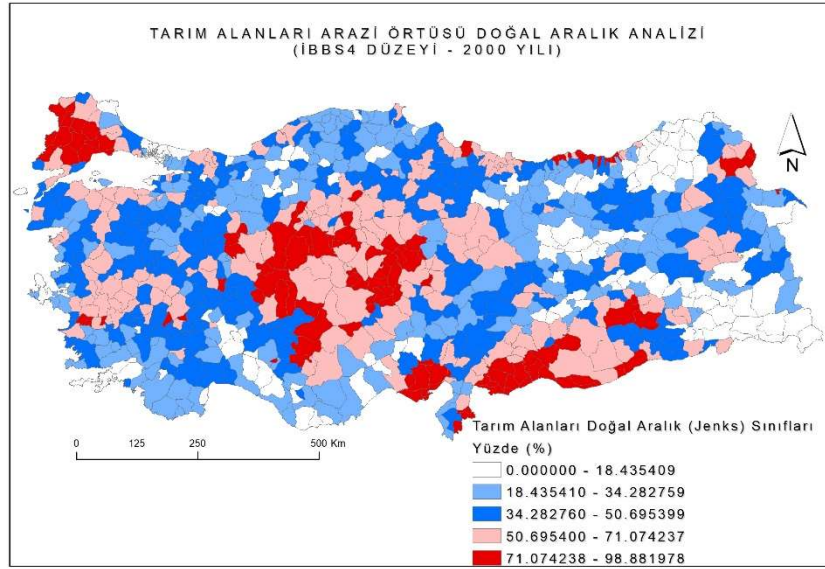 TARIM ALANLARI ARAZİ ÖRTÜSÜ DOĞAL ARALIK ANALİZİ
(İBBS4 DÜZEYİ - 2000 YILI)
N
0 125 250 500 Km
Tarım Alanları Doğal Aralık (Jenks) Sınıfları
Yüzde (%)
0.000000 - 18.435409
18.435410 - 34.282759
34.282760 - 50.695399
50.695400 - 71.074237
71.074238 - 98.881978